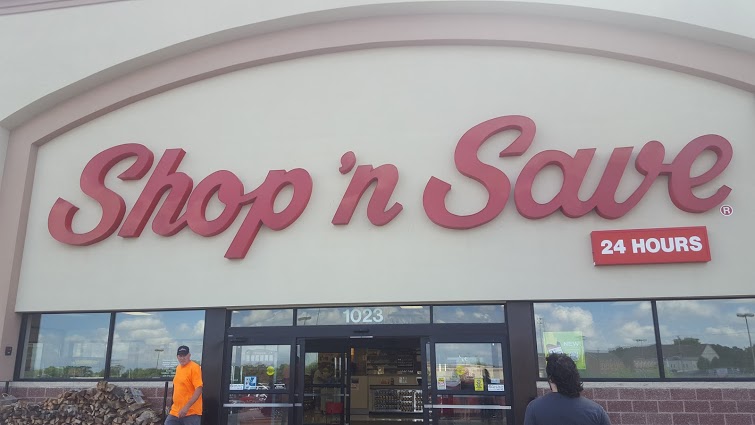 Shop 'n Save
®
24 HOURS
1023